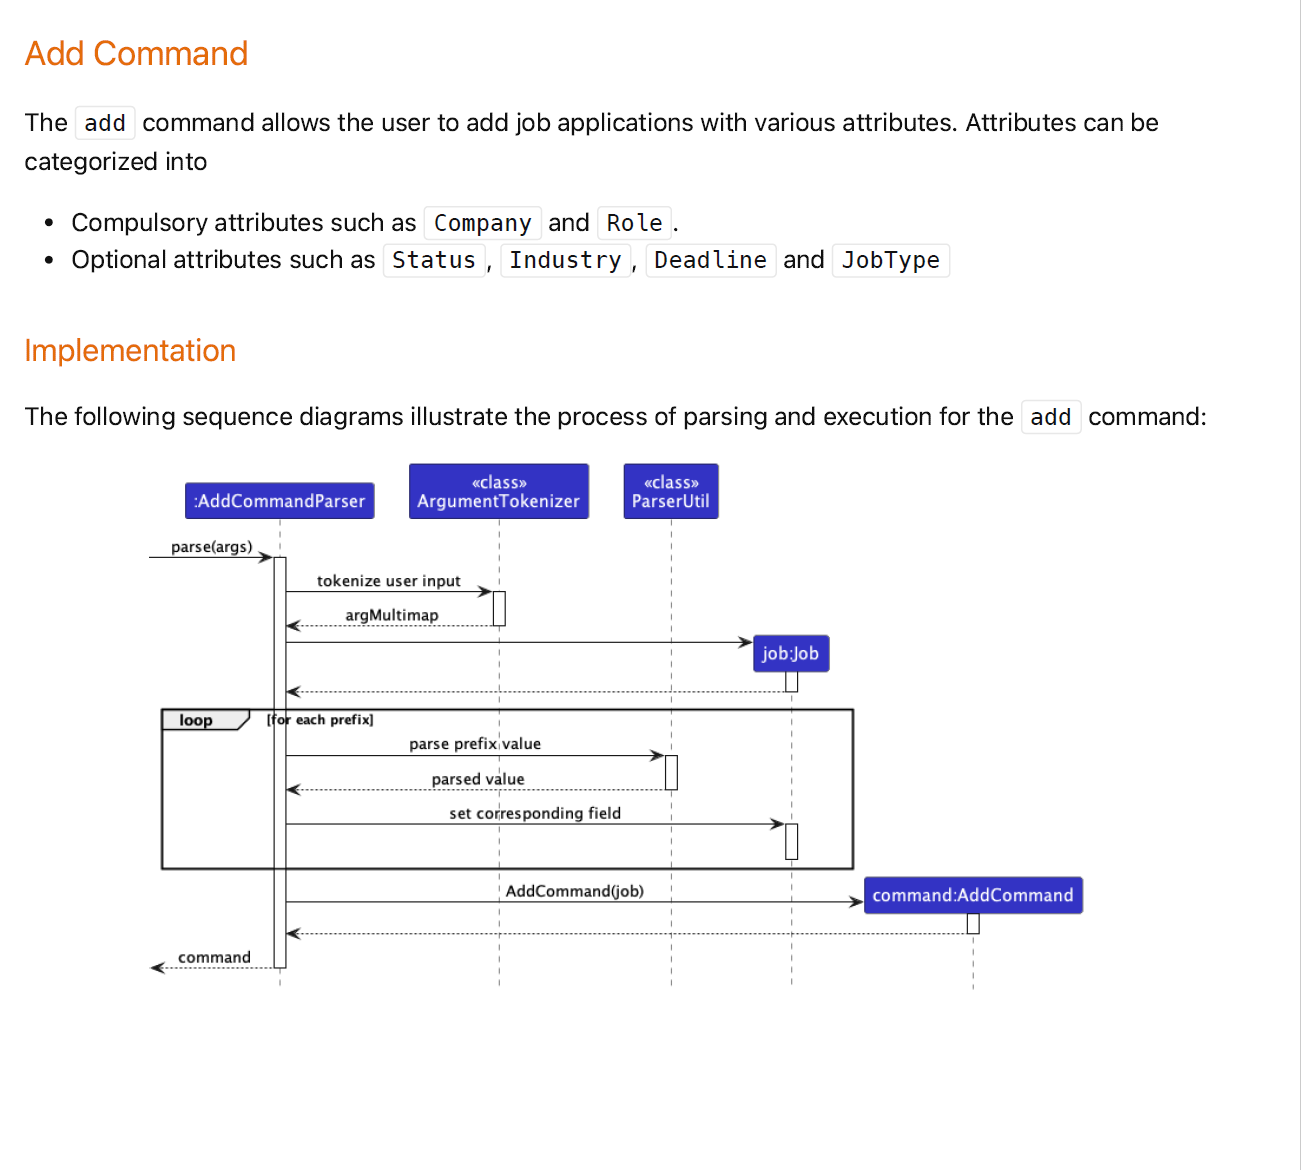 Add Command
The add command allows the user to add job applications with various attributes. Attributes can be
categorized into
• Compulsory attributes such as Company and Role .
• Optional attributes such as Status , Industry , Deadline and JobType
Implementation
The following sequence diagrams illustrate the process of parsing and execution for the add command:
:AddCommandParser
«class»
ArgumentTokenizer
«class»
ParserUtil
parse(args)
tokenize user input
argMultimap
job:Job
loop
[for each prefix]
parse prefix value
parsed value
set corresponding field
AddCommand(job)
command:AddCommand
command